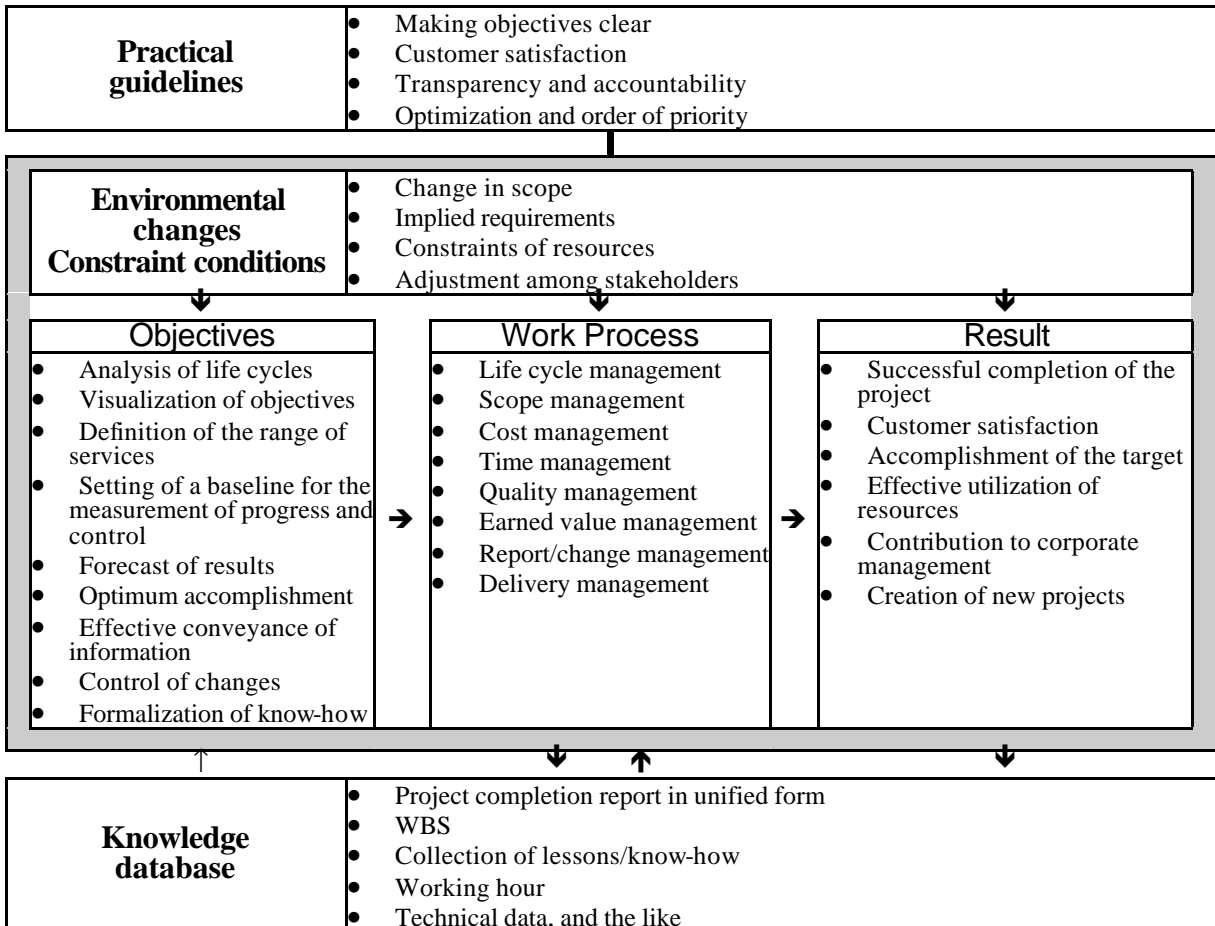 Practical
guidelines
● Making objectives clear
● Customer satisfaction
● Transparency and accountability
● Optimization and order of priority
Environmental
changes
Constraint conditions
● Change in scope
● Implied requirements
● Constraints of resources
● Adjustment among stakeholders
Objectives
● Analysis of life cycles
● Visualization of objectives
● Definition of the range of
services
● Setting of a baseline for the
measurement of progress and
control
● Forecast of results
● Optimum accomplishment
● Effective conveyance of
information
● Control of changes
● Formalization of know-how
Work Process
● Life cycle management
● Scope management
● Cost management
● Time management
● Quality management
● Earned value management
● Report/change management
● Delivery management
Result
● Successful completion of the
project
● Customer satisfaction
● Accomplishment of the target
● Effective utilization of
resources
● Contribution to corporate
management
● Creation of new projects
Knowledge
database
● Project completion report in unified form
● WBS
● Collection of lessons/know-how
● Working hour
● Technical data, and the like